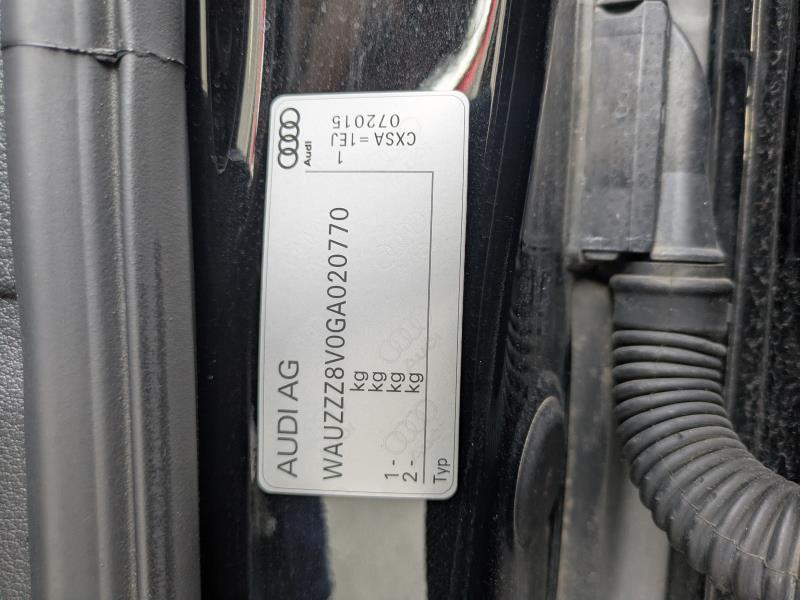 AUDI AG
WAUZZZ8V0GA020770
kg
kg
1 - kg
2 - kg
Typ
Audi
1
CXSA = 1EJ
072015